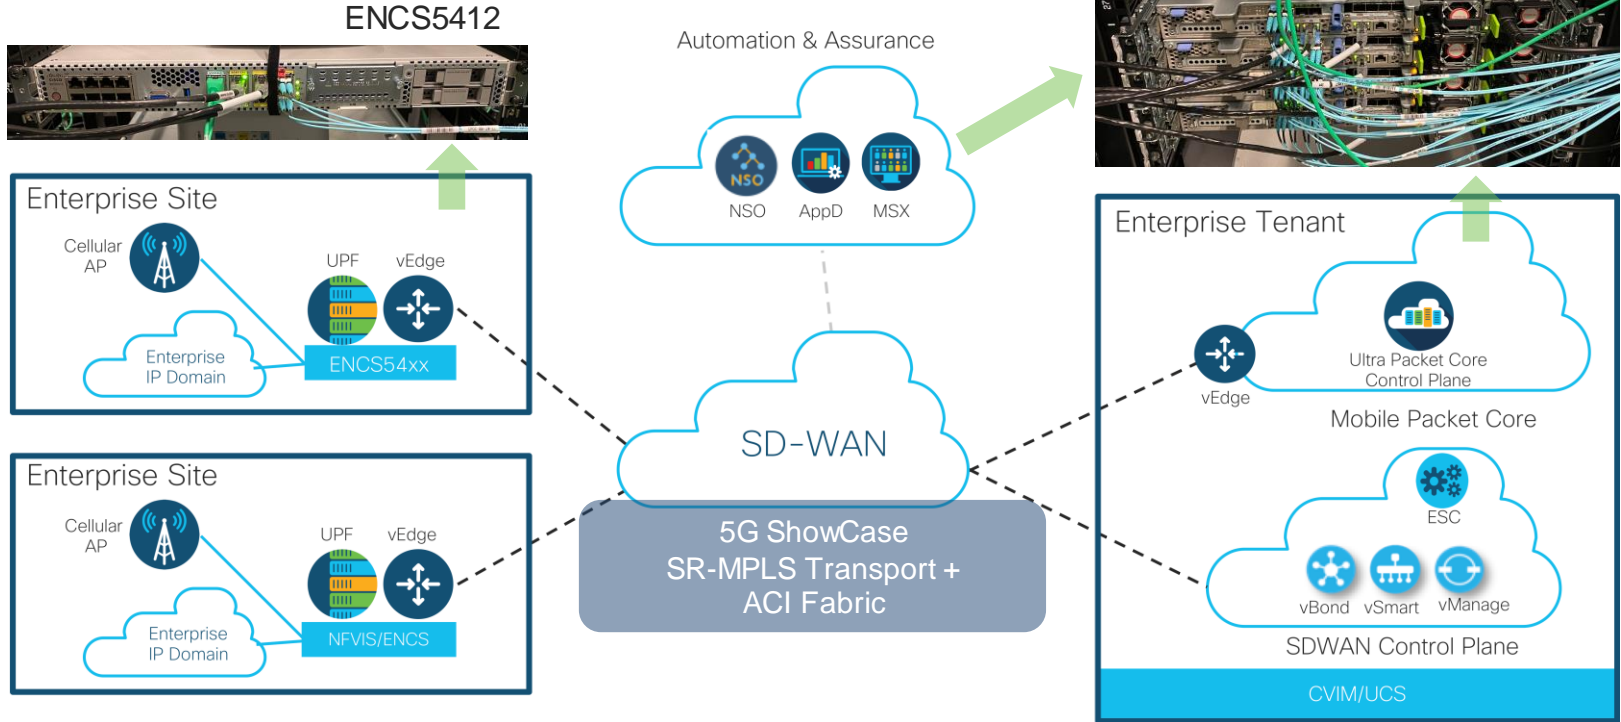 ENCS5412
Automation & Assurance
NSO
NSO
AppD
MSX
Enterprise Site
Cellular
AP
UPF
vEdge
Enterprise
IP Domain
ENCS54xx
Enterprise Site
Cellular
AP
UPF
vEdge
Enterprise
IP Domain
NFVIS/ENCS
SD-WAN
5G ShowCase
SR-MPLS Transport +
ACI Fabric
Enterprise Tenant
vEdge
Ultra Packet Core
Control Plane
Mobile Packet Core
ESC
vBond
vSmart
vManage
SDWAN Control Plane
CVIM/UCS